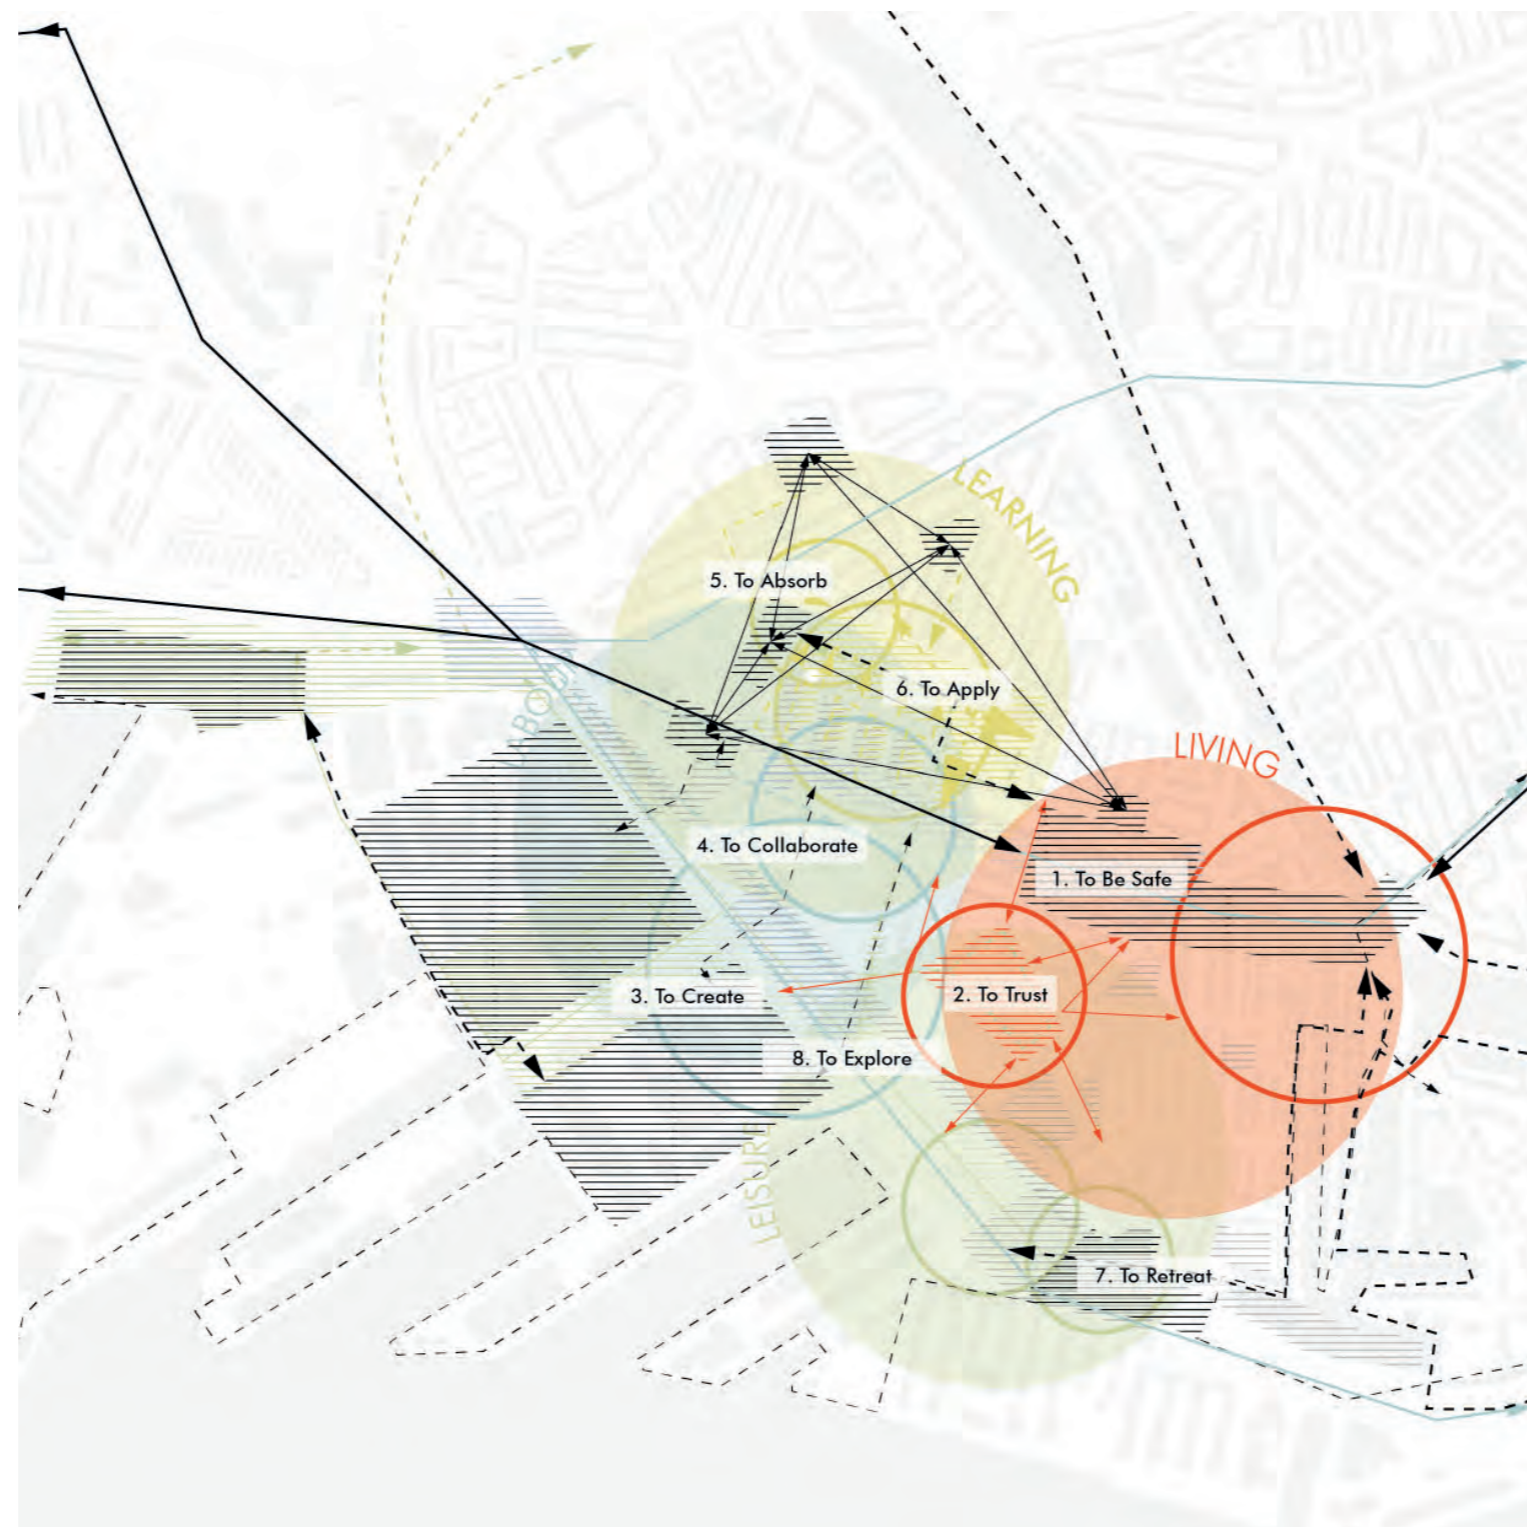 LEARNING
5. To Absorb
6. To Apply
LABOUR
LIVING
4. To Collaborate
1. To Be Safe
3. To Create
2. To Trust
8. To Explore
LEISURE
7. To Retreat